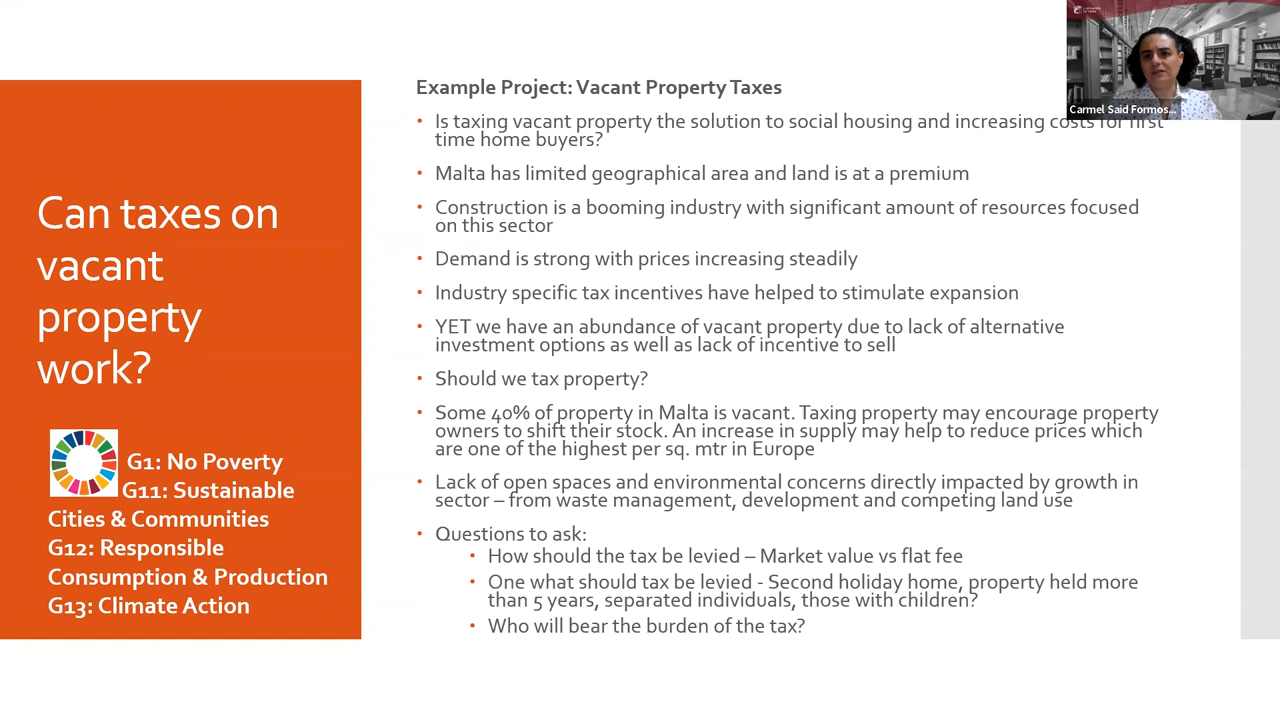 Can taxes on
vacant
property
work?
G1: No Poverty
G11: Sustainable
Cities & Communities
G12: Responsible
Consumption & Production
G13: Climate Action
Example Project: Vacant Property Taxes
• Is taxing vacant property the solution to social housing and increasing costs for first
time home buyers?
• Malta has limited geographical area and land is at a premium
• Construction is a booming industry with significant amount of resources focused
on this sector
• Demand is strong with prices increasing steadily
• Industry specific tax incentives have helped to stimulate expansion
• YET we have an abundance of vacant property due to lack of alternative
investment options as well as lack of incentive to sell
• Should we tax property?
• Some 40% of property in Malta is vacant. Taxing property may encourage property
owners to shift their stock. An increase in supply may help to reduce prices which
are one of the highest per sq. mtr in Europe
• Lack of open spaces and environmental concerns directly impacted by growth in
sector – from waste management, development and competing land use
• Questions to ask:
• How should the tax be levied – Market value vs flat fee
• One what should tax be levied - Second holiday home, property held more
than 5 years, separated individuals, those with children?
• Who will bear the burden of the tax?
Carmel Said Formos...